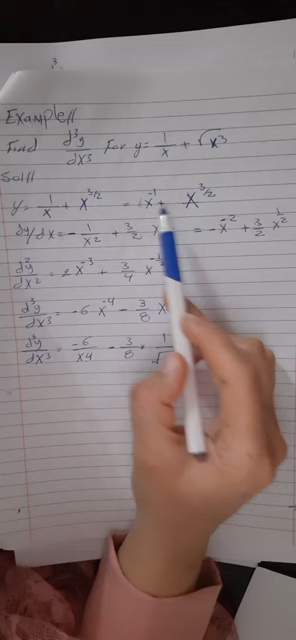 Example//
Find d³y/dx³ For y = 1/x + √x³
Sol//
y = 1/x + x^3/2 = x^-1 + x^3/2
dy/dx = - 1/x² + 3/2 x = - x^-2 + 3/2 x^1/2
d²y/dx² = 2 x^-3 + 3/4 x^-
d³y/dx³ = -6 x^-4 - 3/8 x
d³y/dx³ = -6/x4 - 3/8 · 1/√